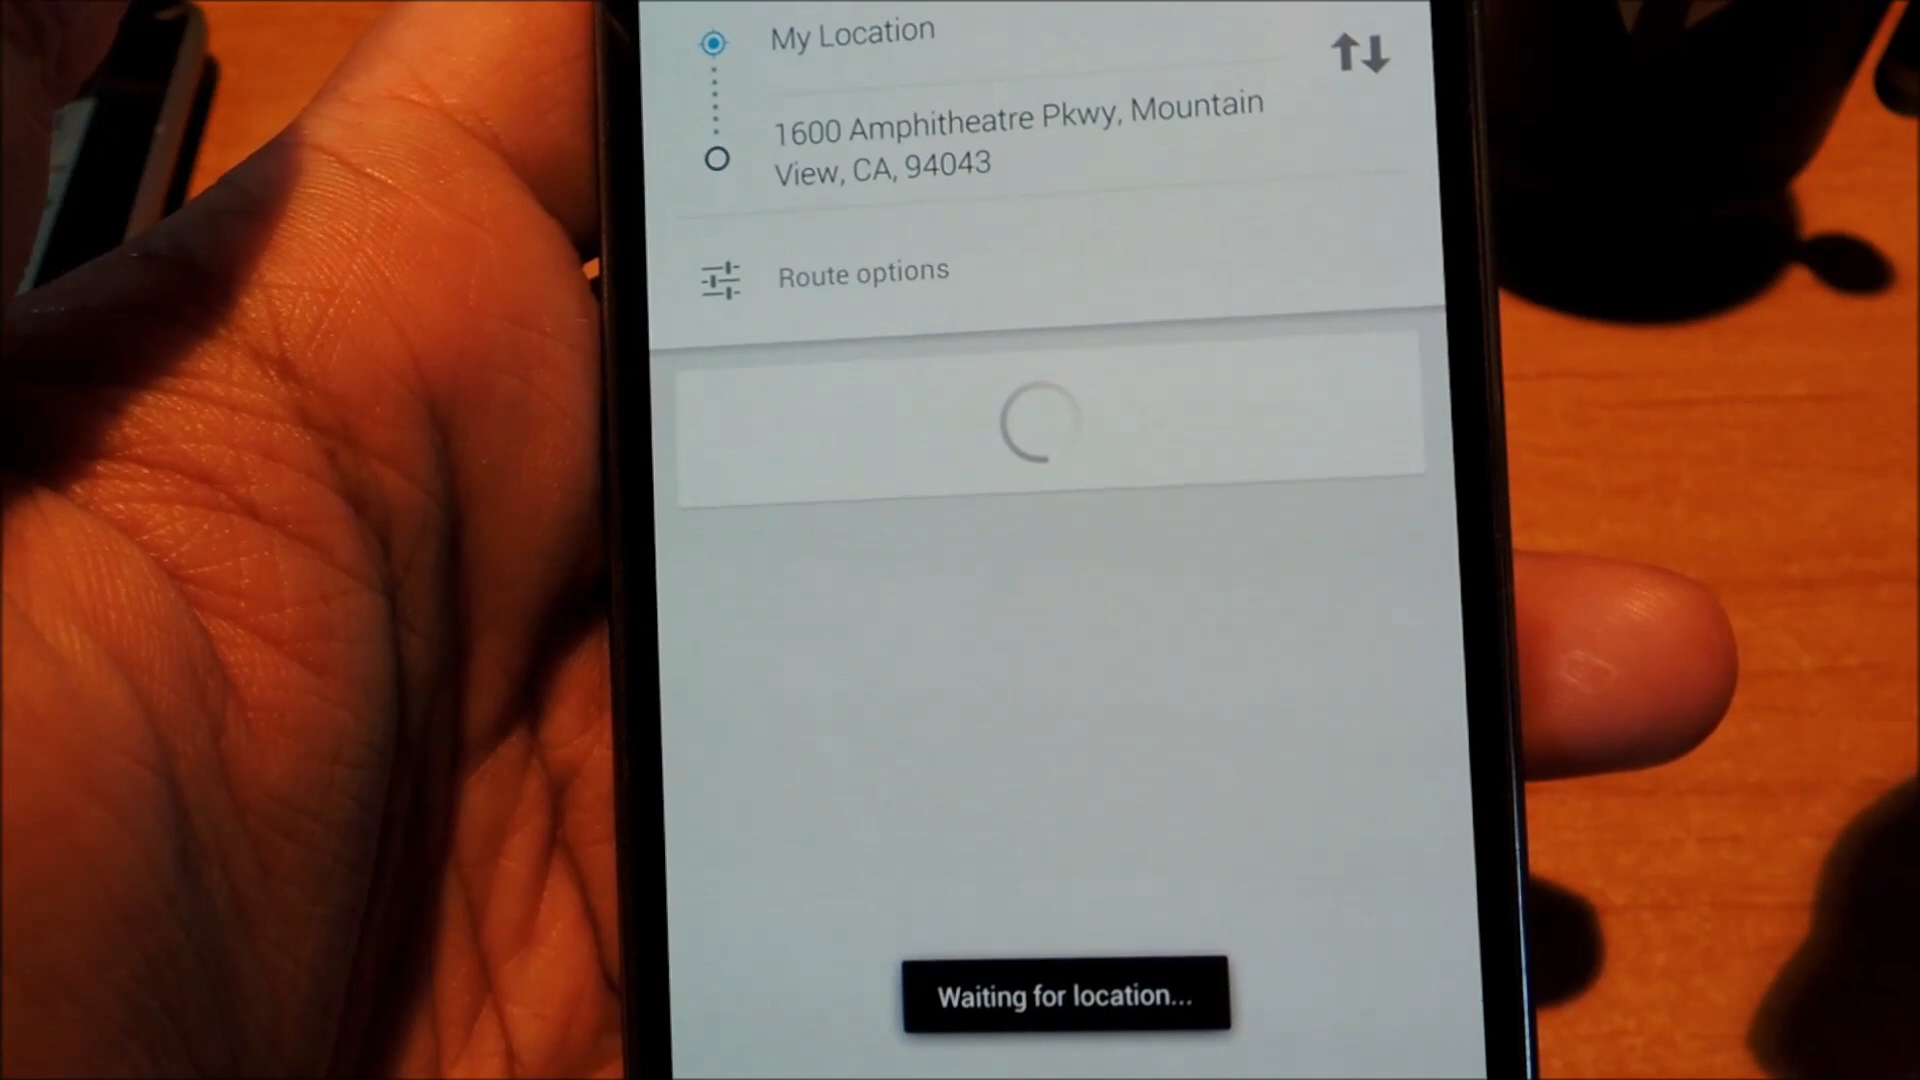 My Location
1600 Amphitheatre Pkwy, Mountain
View, CA, 94043
Route options
Waiting for location...